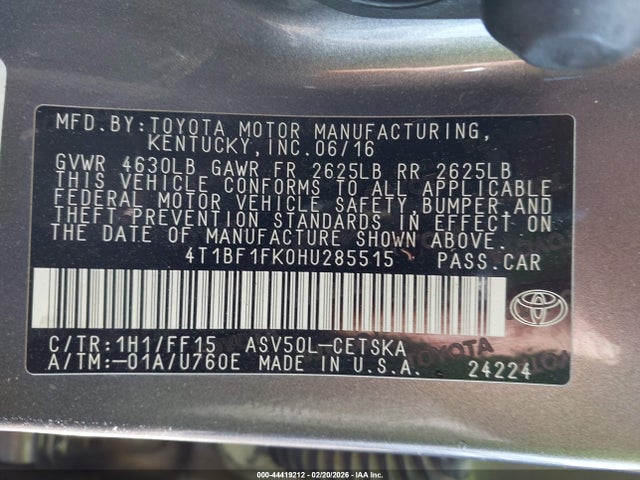 MFD.BY:TOYOTA MOTOR MANUFACTURING,
KENTUCKY, INC. 06/16
GVWR 4630LB GAWR FR 2625LB RR 2625LB
THIS VEHICLE CONFORMS TO ALL APPLICABLE
FEDERAL MOTOR VEHICLE SAFETY, BUMPER, AND
THEFT PREVENTION STANDARDS IN EFFECT ON
THE DATE OF MANUFACTURE SHOWN ABOVE.
4T1BF1FK0HU285515 PASS.CAR
C/TR:1H1/FF15 ASV50L-CETSKA
A/TM:-01A/U760E MADE IN U.S.A.
24224
TOYOTA
000-44419212 - 02/20/2026 - IAA Inc.